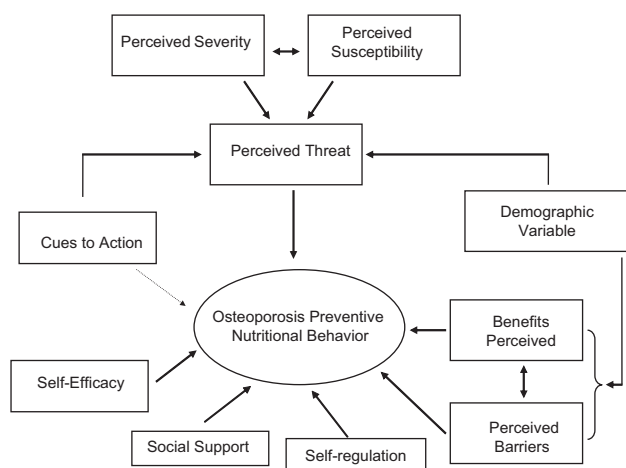 Perceived Severity
Perceived
Susceptibility
Perceived Threat
Cues to Action
Demographic
Variable
Osteoporosis Preventive
Nutritional Behavior
Benefits
Perceived
Self-Efficacy
Social Support
Self-regulation
Perceived
Barriers